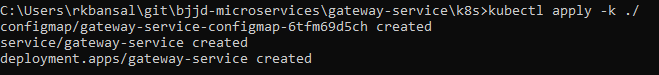 C:\Users\rkbansal\git\bjjd-microservices\gateway-service\k8s>kubectl apply -k ./
configmap/gateway-service-configmap-6tfm69d5ch created
service/gateway-service created
deployment.apps/gateway-service created